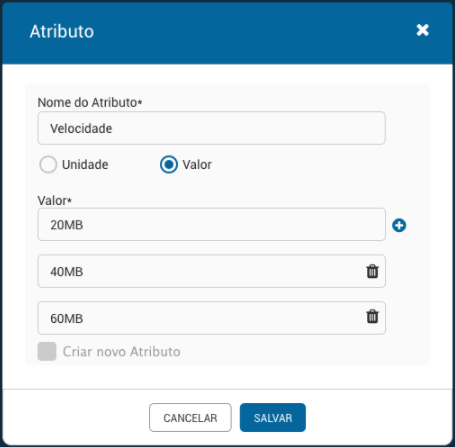 Atributo
Nome do Atributo*
Velocidade
Unidade Valor
Valor*
20MB
40MB
60MB
Criar novo Atributo
CANCELAR SALVAR